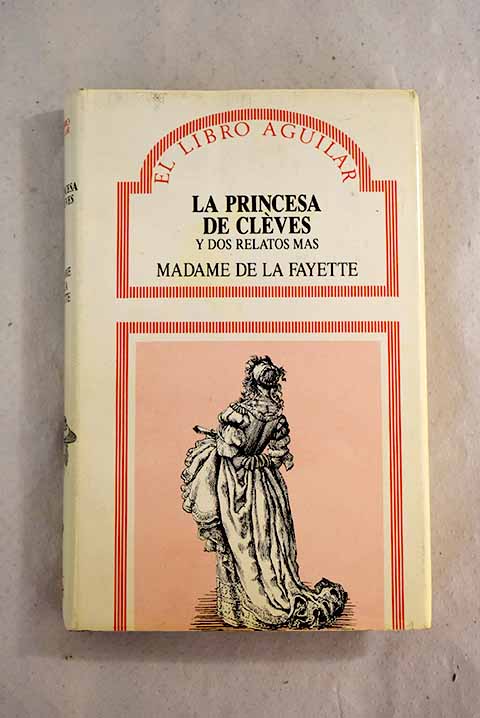 EL LIBRO AGUILAR
LA PRINCESA
DE CLÈVES
Y DOS RELATOS MAS
MADAME DE LA FAYETTE